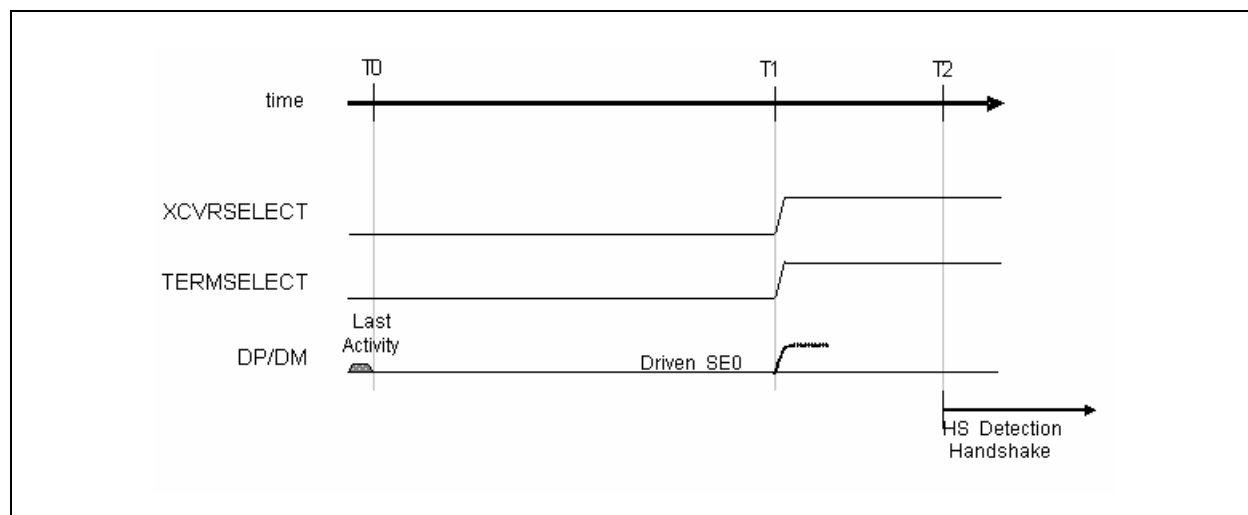 T0 T1 T2
time
XCVRSELECT
TERMSELECT
Last
Activity
DP/DM
Driven SE0
HS Detection
Handshake